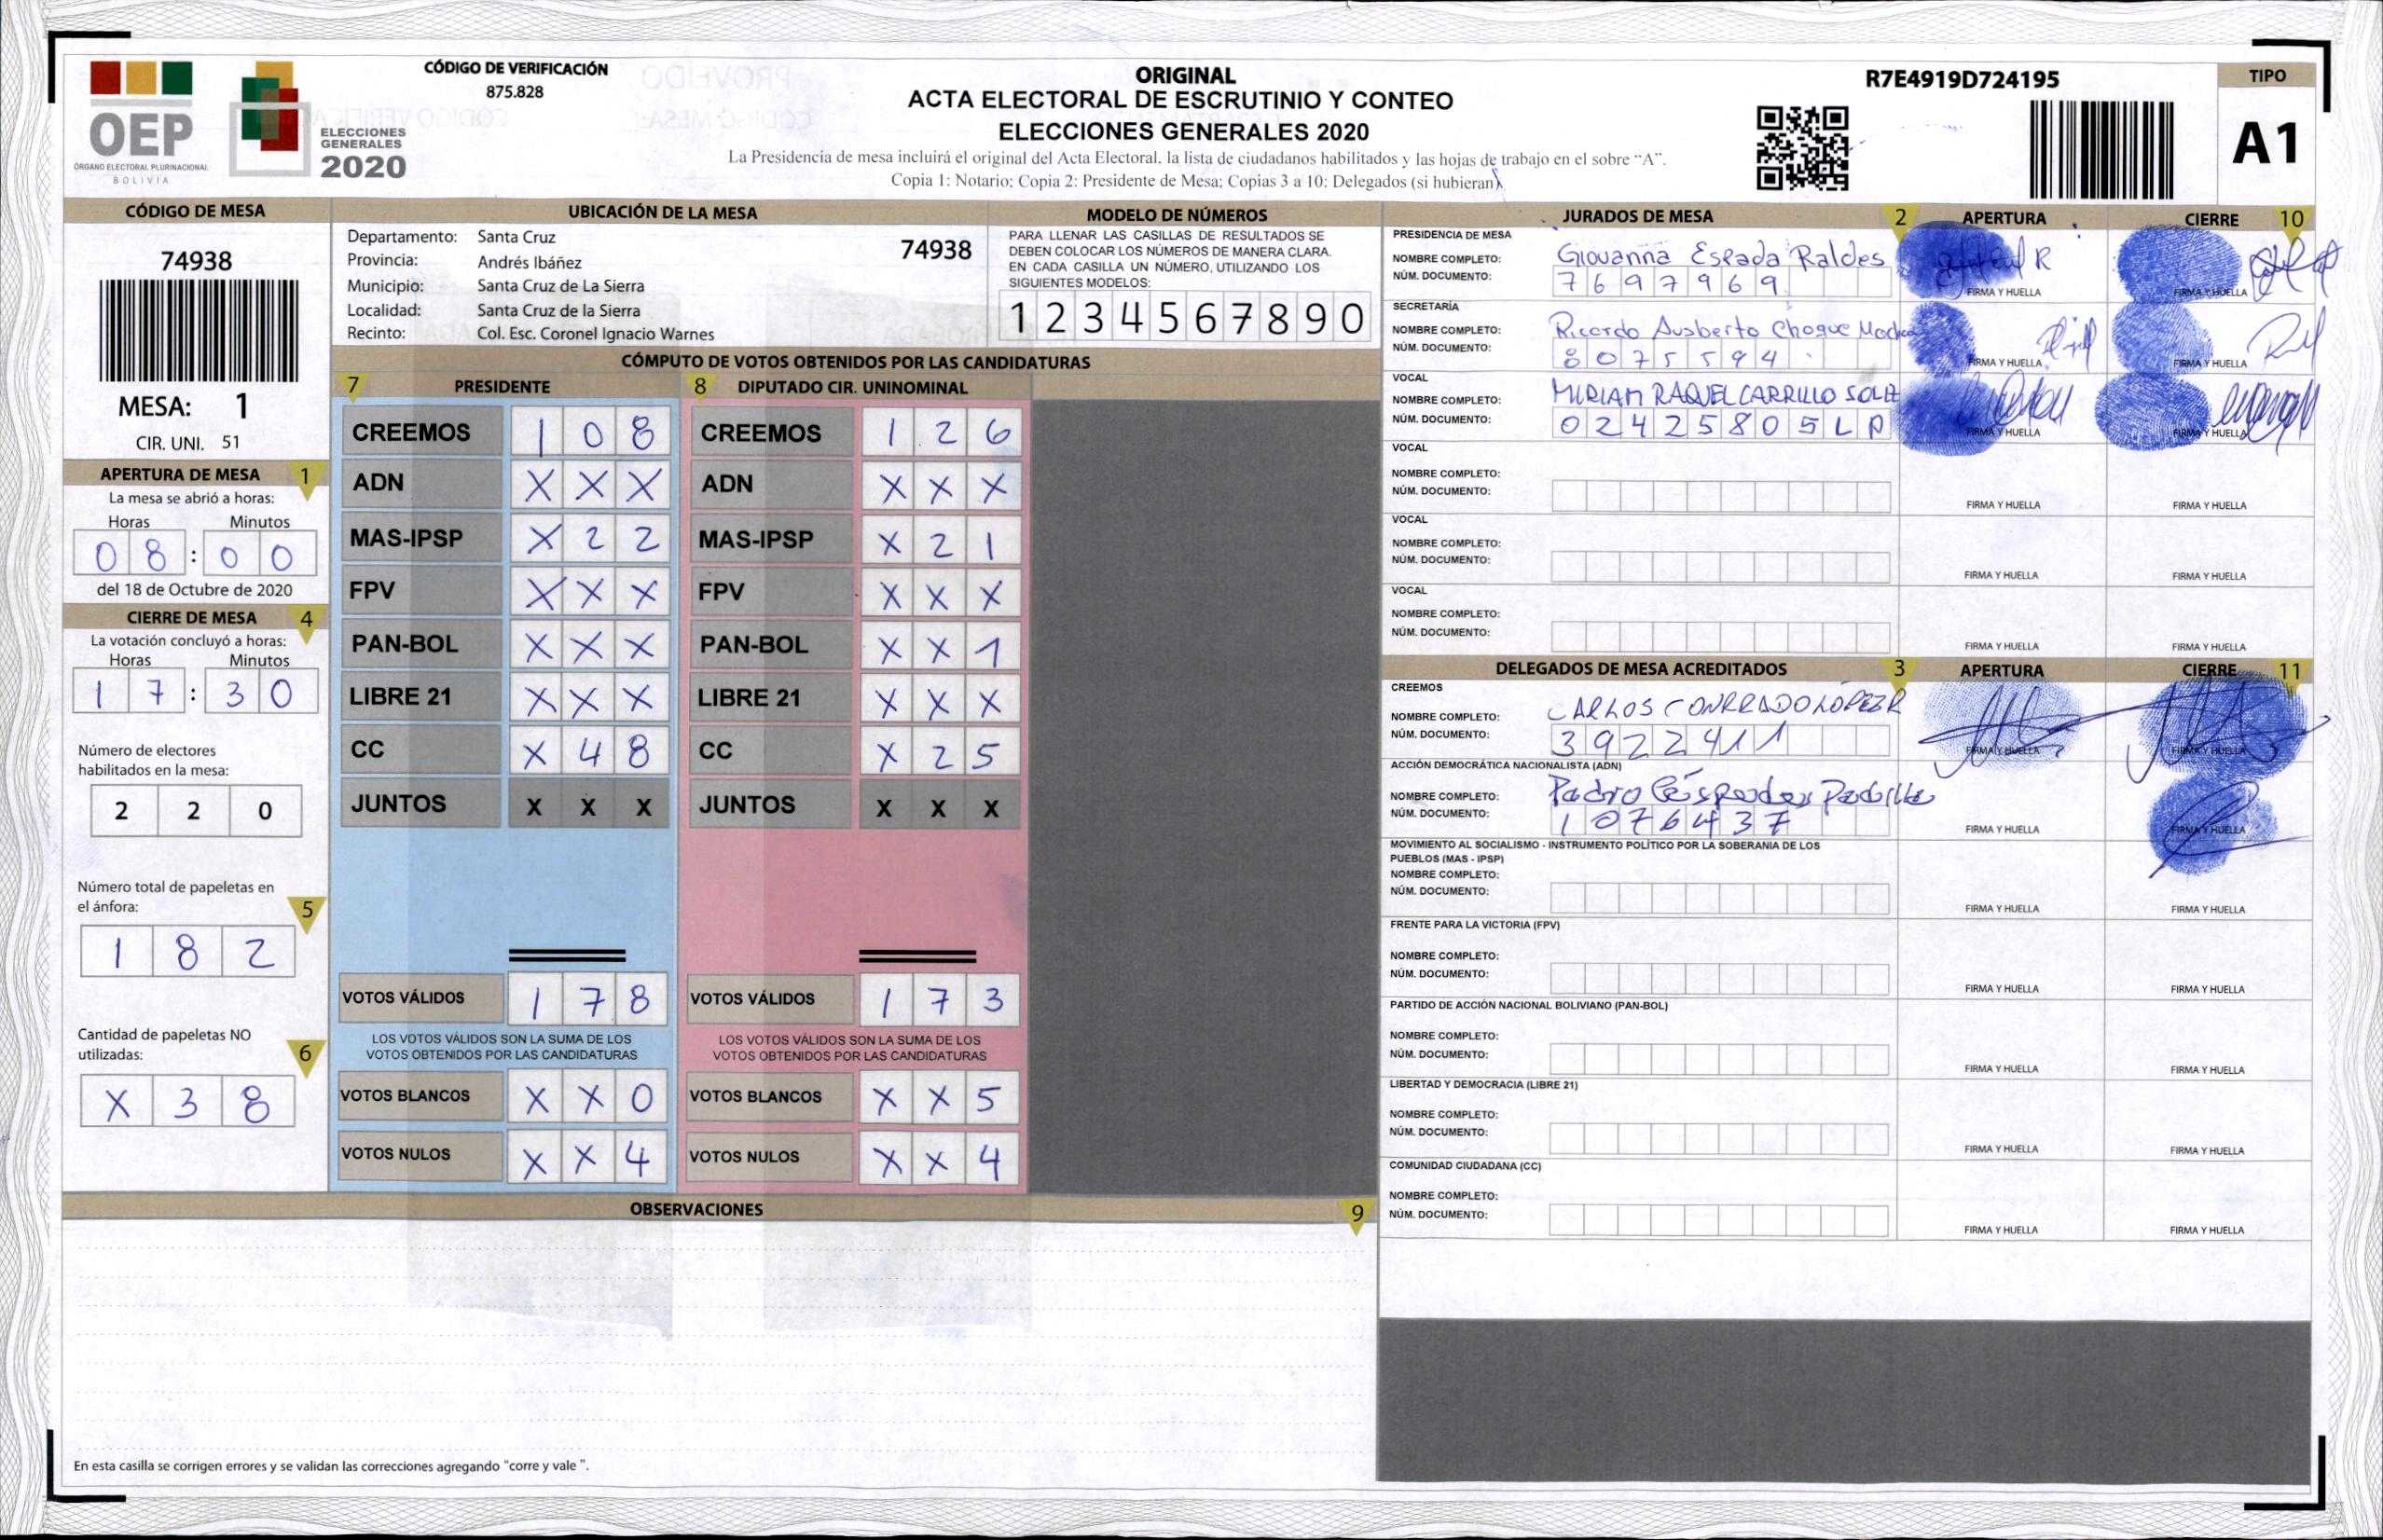 OEP
ÓRGANO ELECTORAL PLURINACIONAL
BOLIVIA
ELECCIONES
GENERALES
2020
CÓDIGO DE VERIFICACIÓN
875.828
ORIGINAL
ACTA ELECTORAL DE ESCRUTINIO Y CONTEO
ELECCIONES GENERALES 2020
La Presidencia de mesa incluirá el original del Acta Electoral, la lista de ciudadanos habilitados y las hojas de trabajo en el sobre "A".
Copia 1: Notario; Copia 2: Presidente de Mesa; Copias 3 a 10: Delegados (si hubieran)
R7E4919D724195
TIPO
A1
CÓDIGO DE MESA
74938
MESA: 1
CIR. UNI. 51
APERTURA DE MESA 1
La mesa se abrió a horas:
Horas Minutos
08:00
del 18 de Octubre de 2020
CIERRE DE MESA 4
La votación concluyó a horas:
Horas Minutos
17:30
Número de electores
habilitados en la mesa:
2 2 0
Número total de papeletas en
el ánfora: 5
1 8 2
Cantidad de papeletas NO
utilizadas: 6
X 3 8
UBICACIÓN DE LA MESA
Departamento: Santa Cruz 74938
Provincia: Andrés Ibáñez
Municipio: Santa Cruz de La Sierra
Localidad: Santa Cruz de la Sierra
Recinto: Col. Esc. Coronel Ignacio Warnes
MODELO DE NÚMEROS
PARA LLENAR LAS CASILLAS DE RESULTADOS SE
DEBEN COLOCAR LOS NÚMEROS DE MANERA CLARA.
EN CADA CASILLA UN NÚMERO, UTILIZANDO LOS
SIGUIENTES MODELOS:
1 2 3 4 5 6 7 8 9 0
CÓMPUTO DE VOTOS OBTENIDOS POR LAS CANDIDATURAS
7 PRESIDENTE
CREEMOS 1 0 8
ADN X X X
MAS-IPSP X 2 2
FPV X X X
PAN-BOL X X X
LIBRE 21 X X X
CC X 4 8
JUNTOS X X X
VOTOS VÁLIDOS 1 7 8
LOS VOTOS VÁLIDOS SON LA SUMA DE LOS
VOTOS OBTENIDOS POR LAS CANDIDATURAS
VOTOS BLANCOS X X 0
VOTOS NULOS X X 4
8 DIPUTADO CIR. UNINOMINAL
CREEMOS 1 2 6
ADN X X X
MAS-IPSP X 2 1
FPV X X X
PAN-BOL X X 1
LIBRE 21 X X X
CC X 2 5
JUNTOS X X X
VOTOS VÁLIDOS 1 7 3
LOS VOTOS VÁLIDOS SON LA SUMA DE LOS
VOTOS OBTENIDOS POR LAS CANDIDATURAS
VOTOS BLANCOS X X 5
VOTOS NULOS X X 4
OBSERVACIONES 9
En esta casilla se corrigen errores y se validan las correcciones agregando "corre y vale ".
JURADOS DE MESA 2 APERTURA CIERRE 10
PRESIDENCIA DE MESA
NOMBRE COMPLETO: Giovanna Espada Raldes
NÚM. DOCUMENTO: 7697969
FIRMA Y HUELLA FIRMA Y HUELLA
SECRETARÍA
NOMBRE COMPLETO: Ricardo Ausberto Choque
NÚM. DOCUMENTO: 8075594
FIRMA Y HUELLA FIRMA Y HUELLA
VOCAL
NOMBRE COMPLETO: MIRIAM RAQUEL CARRILLO
NÚM. DOCUMENTO: 02425805LP
FIRMA Y HUELLA FIRMA Y HUELLA
VOCAL
NOMBRE COMPLETO:
NÚM. DOCUMENTO:
FIRMA Y HUELLA FIRMA Y HUELLA
VOCAL
NOMBRE COMPLETO:
NÚM. DOCUMENTO:
FIRMA Y HUELLA FIRMA Y HUELLA
VOCAL
NOMBRE COMPLETO:
NÚM. DOCUMENTO:
FIRMA Y HUELLA FIRMA Y HUELLA
DELEGADOS DE MESA ACREDITADOS 3 APERTURA CIERRE 11
CREEMOS
NOMBRE COMPLETO: CARLOS CONRRADO LÓPEZ R
NÚM. DOCUMENTO: 3922411
FIRMA Y HUELLA FIRMA Y HUELLA
ACCIÓN DEMOCRÁTICA NACIONALISTA (ADN)
NOMBRE COMPLETO: Pedro Céspedes Padilla
NÚM. DOCUMENTO: 1076437
FIRMA Y HUELLA FIRMA Y HUELLA
MOVIMIENTO AL SOCIALISMO - INSTRUMENTO POLÍTICO POR LA SOBERANIA DE LOS
PUEBLOS (MAS - IPSP)
NOMBRE COMPLETO:
NÚM. DOCUMENTO:
FIRMA Y HUELLA FIRMA Y HUELLA
FRENTE PARA LA VICTORIA (FPV)
NOMBRE COMPLETO:
NÚM. DOCUMENTO:
FIRMA Y HUELLA FIRMA Y HUELLA
PARTIDO DE ACCIÓN NACIONAL BOLIVIANO (PAN-BOL)
NOMBRE COMPLETO:
NÚM. DOCUMENTO:
FIRMA Y HUELLA FIRMA Y HUELLA
LIBERTAD Y DEMOCRACIA (LIBRE 21)
NOMBRE COMPLETO:
NÚM. DOCUMENTO:
FIRMA Y HUELLA FIRMA Y HUELLA
COMUNIDAD CIUDADANA (CC)
NOMBRE COMPLETO:
NÚM. DOCUMENTO:
FIRMA Y HUELLA FIRMA Y HUELLA